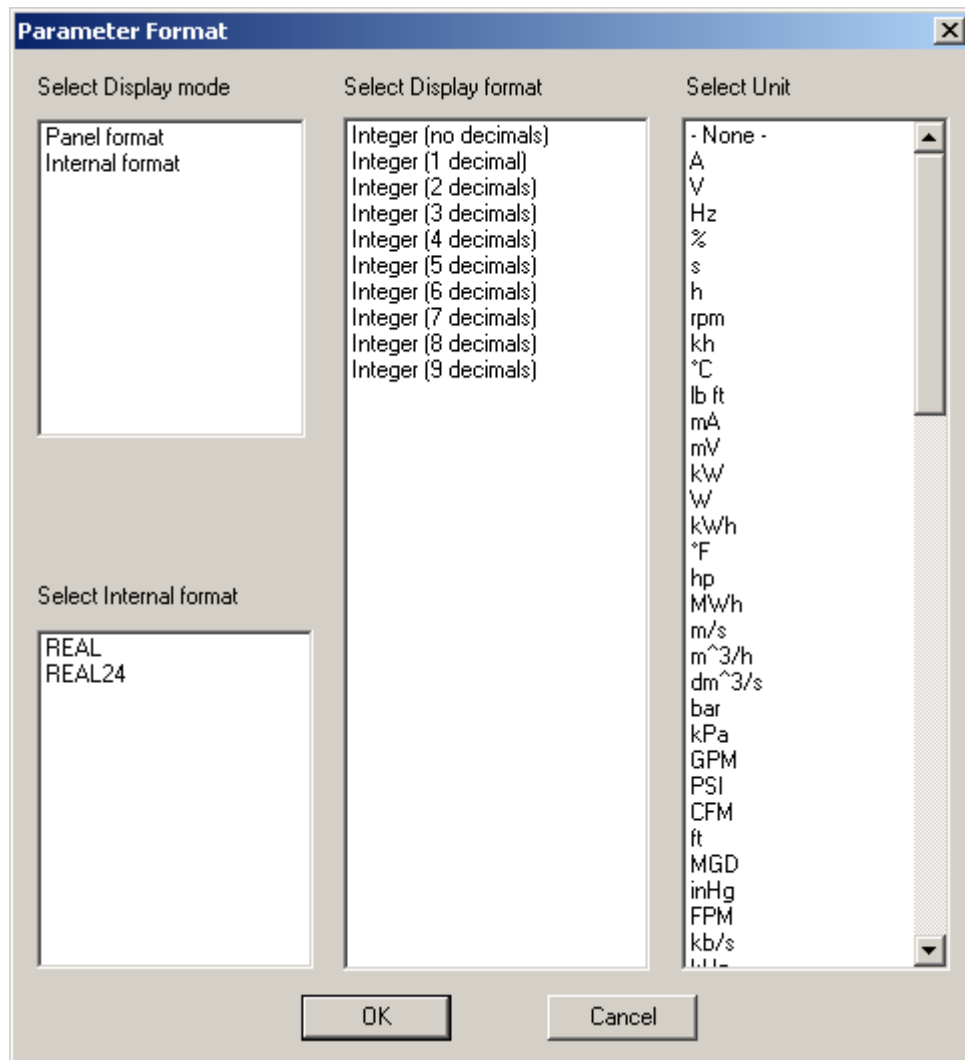 Parameter Format
Select Display mode
Panel format
Internal format
Select Internal format
REAL
REAL24
Select Display format
Integer (no decimals)
Integer (1 decimal)
Integer (2 decimals)
Integer (3 decimals)
Integer (4 decimals)
Integer (5 decimals)
Integer (6 decimals)
Integer (7 decimals)
Integer (8 decimals)
Integer (9 decimals)
Select Unit
- None -
A
V
Hz
%
s
h
rpm
kh
°C
lb ft
mA
mV
kW
W
kWh
°F
hp
MWh
m/s
m^3/h
dm^3/s
bar
kPa
GPM
PSI
CFM
ft
MGD
inHg
FPM
kb/s
OK
Cancel